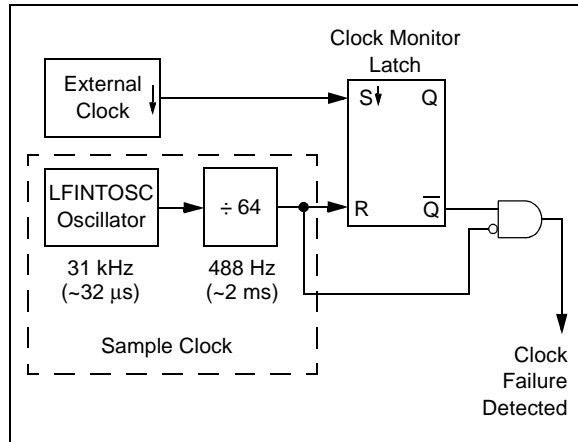 Clock Monitor
Latch
External
Clock
S
Q
LFINTOSC
Oscillator
÷ 64
R
Q̅
31 kHz
(~32 μs)
488 Hz
(~2 ms)
Sample Clock
Clock
Failure
Detected